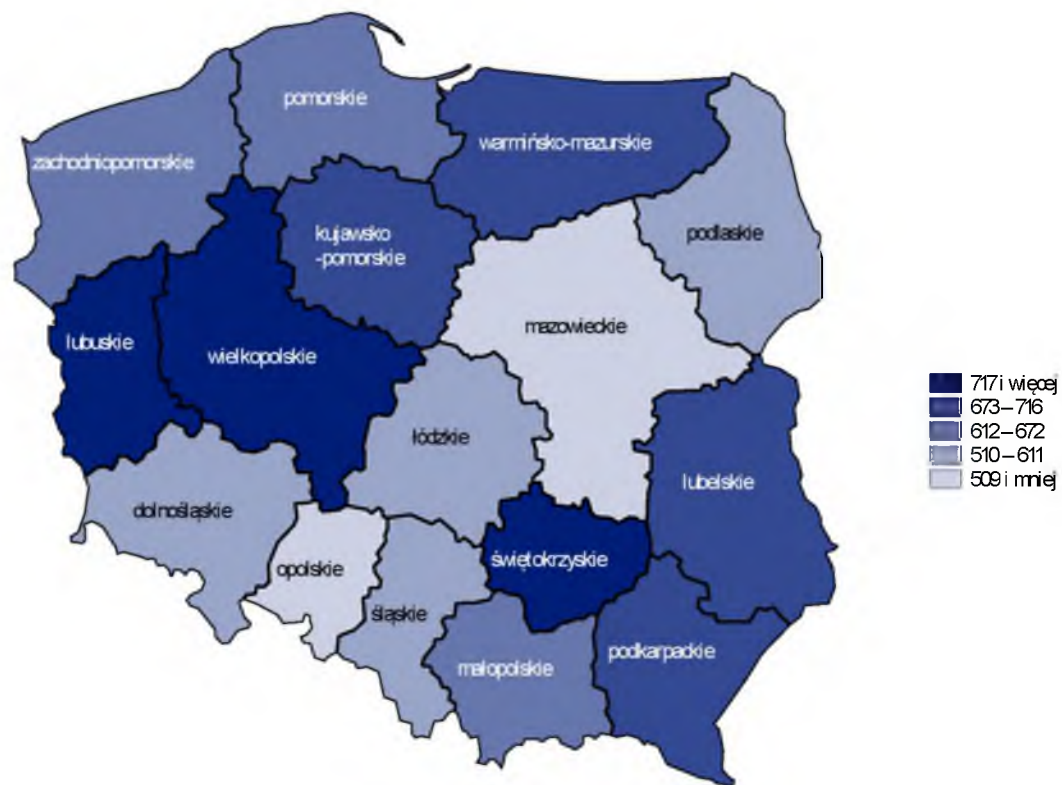 pomorskie
warmińsko-mazurskie
zachodniopomorskie
podlaskie
kujawsko
-pomorskie
mazowieckie
lubuskie
wielkopolskie
717 i więcej
673–716
612–672
510–611
509 i mniej
łódzkie
lubelskie
dolnośląskie
świętokrzyskie
opolskie
śląskie
podkarpackie
małopolskie